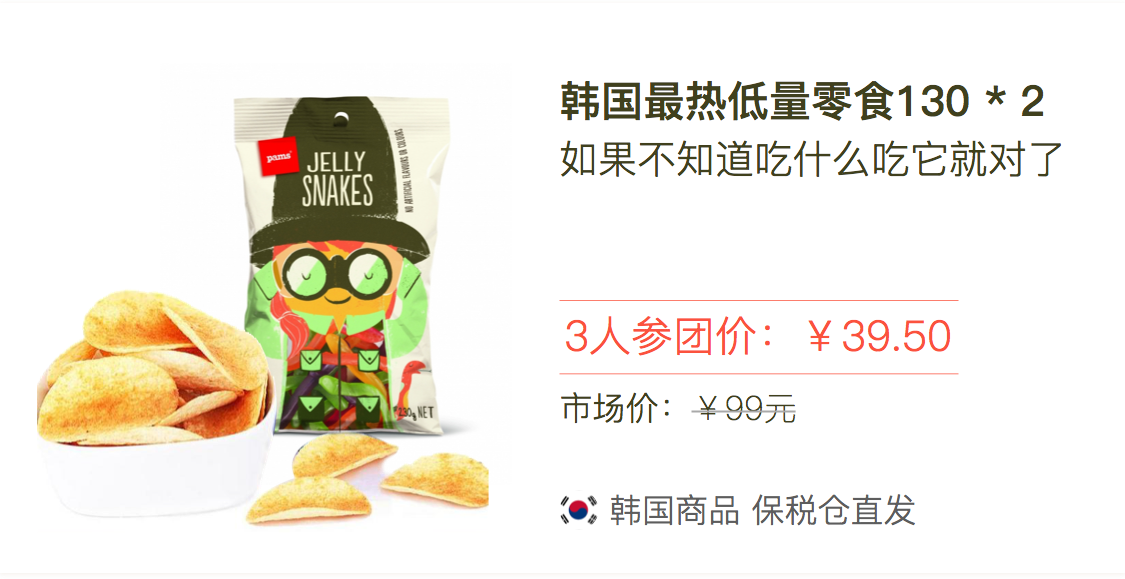 韩国最热低量零食130 * 2
如果不知道吃什么吃它就对了
3人参团价：￥39.50
市场价：￥99元
韩国商品 保税仓直发
pams
JELLY
SNAKES
NO ARTIFICIAL FLAVOURS OR COLOURS
230g NET